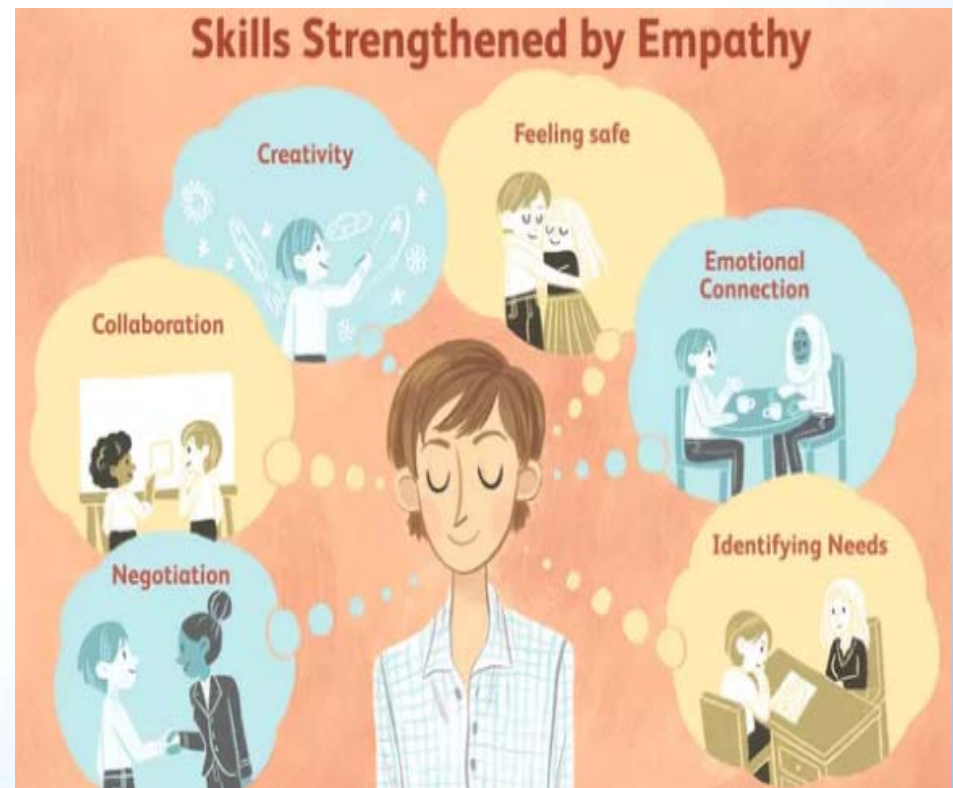 Skills Strengthened by Empathy
Creativity
Feeling safe
Emotional
Connection
Collaboration
Identifying Needs
Negotiation